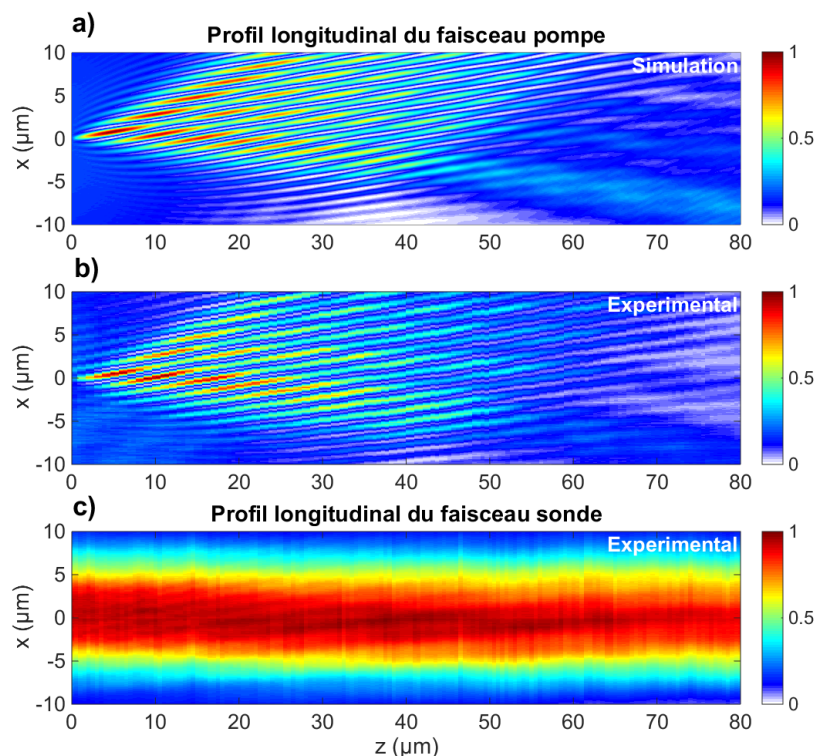 a)
Profil longitudinal du faisceau pompe
Simulation
x (µm)
10
5
0
-5
-10
0 10 20 30 40 50 60 70 80
1
0.5
0
b)
Experimental
x (µm)
10
5
0
-5
-10
0 10 20 30 40 50 60 70 80
1
0.5
0
c)
Profil longitudinal du faisceau sonde
Experimental
x (µm)
10
5
0
-5
-10
0 10 20 30 40 50 60 70 80
1
0.5
0
z (µm)